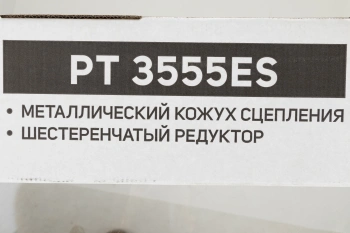 PT 3555ES
• МЕТАЛЛИЧЕСКИЙ КОЖУХ СЦЕПЛЕНИЯ
• ШЕСТЕРЕНЧАТЫЙ РЕДУКТОР